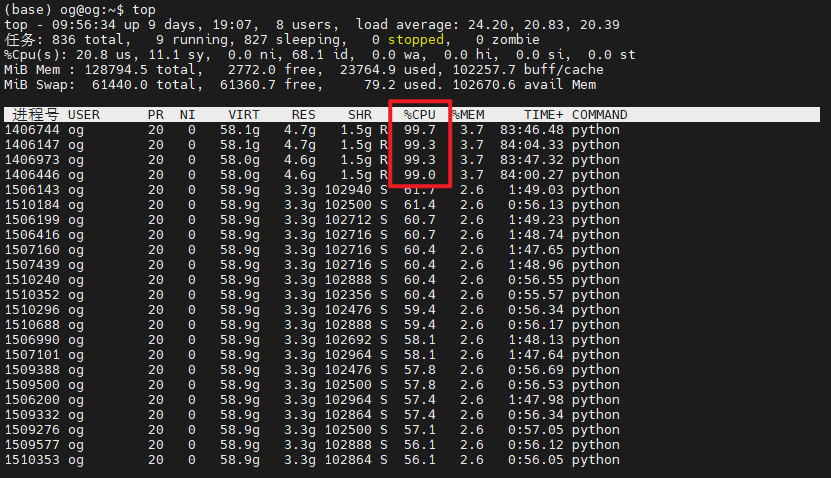 (base) og@og:~$ top
top - 09:56:34 up 9 days, 19:07,  8 users,  load average: 24.20, 20.83, 20.39
任务: 836 total,   9 running, 827 sleeping,   0 stopped,   0 zombie
%Cpu(s): 20.8 us, 11.1 sy,  0.0 ni, 68.1 id,  0.0 wa,  0.0 hi,  0.0 si,  0.0 st
MiB Mem : 128794.5 total,   2772.0 free,  23764.9 used, 102257.7 buff/cache
MiB Swap:  61440.0 total,  61360.7 free,     79.2 used. 102670.6 avail Mem
进程号 USER      PR  NI    VIRT    RES    SHR    %CPU  %MEM     TIME+ COMMAND
1406744 og        20   0   58.1g   4.7g   1.5g R  99.7   3.7  83:46.48 python
1406147 og        20   0   58.1g   4.7g   1.5g R  99.3   3.7  84:04.33 python
1406973 og        20   0   58.0g   4.6g   1.5g R  99.3   3.7  83:47.32 python
1406446 og        20   0   58.0g   4.6g   1.5g R  99.0   3.7  84:00.27 python
1506143 og        20   0   58.9g   3.3g 102940 S  61.7   2.6   1:49.03 python
1510184 og        20   0   58.9g   3.3g 102500 S  61.4   2.6   0:56.13 python
1506199 og        20   0   58.9g   3.3g 102712 S  60.7   2.6   1:49.23 python
1506416 og        20   0   58.9g   3.3g 102716 S  60.7   2.6   1:48.74 python
1507160 og        20   0   58.9g   3.3g 102716 S  60.4   2.6   1:47.65 python
1507439 og        20   0   58.9g   3.3g 102716 S  60.4   2.6   1:48.96 python
1510240 og        20   0   58.9g   3.3g 102888 S  60.4   2.6   0:56.55 python
1510352 og        20   0   58.9g   3.3g 102356 S  60.4   2.6   0:55.57 python
1510296 og        20   0   58.9g   3.3g 102476 S  59.4   2.6   0:56.34 python
1510688 og        20   0   58.9g   3.3g 102888 S  59.4   2.6   0:56.17 python
1506990 og        20   0   58.9g   3.3g 102692 S  58.1   2.6   1:48.13 python
1507101 og        20   0   58.9g   3.3g 102964 S  58.1   2.6   1:47.64 python
1509388 og        20   0   58.9g   3.3g 102476 S  57.8   2.6   0:56.69 python
1509500 og        20   0   58.9g   3.3g 102500 S  57.8   2.6   0:56.53 python
1506200 og        20   0   58.9g   3.3g 102964 S  57.4   2.6   1:47.98 python
1509332 og        20   0   58.9g   3.3g 102864 S  57.4   2.6   0:56.34 python
1509276 og        20   0   58.9g   3.3g 102500 S  57.1   2.6   0:57.05 python
1509577 og        20   0   58.9g   3.3g 102888 S  56.1   2.6   0:56.12 python
1510353 og        20   0   58.9g   3.3g 102864 S  56.1   2.6   0:56.05 python